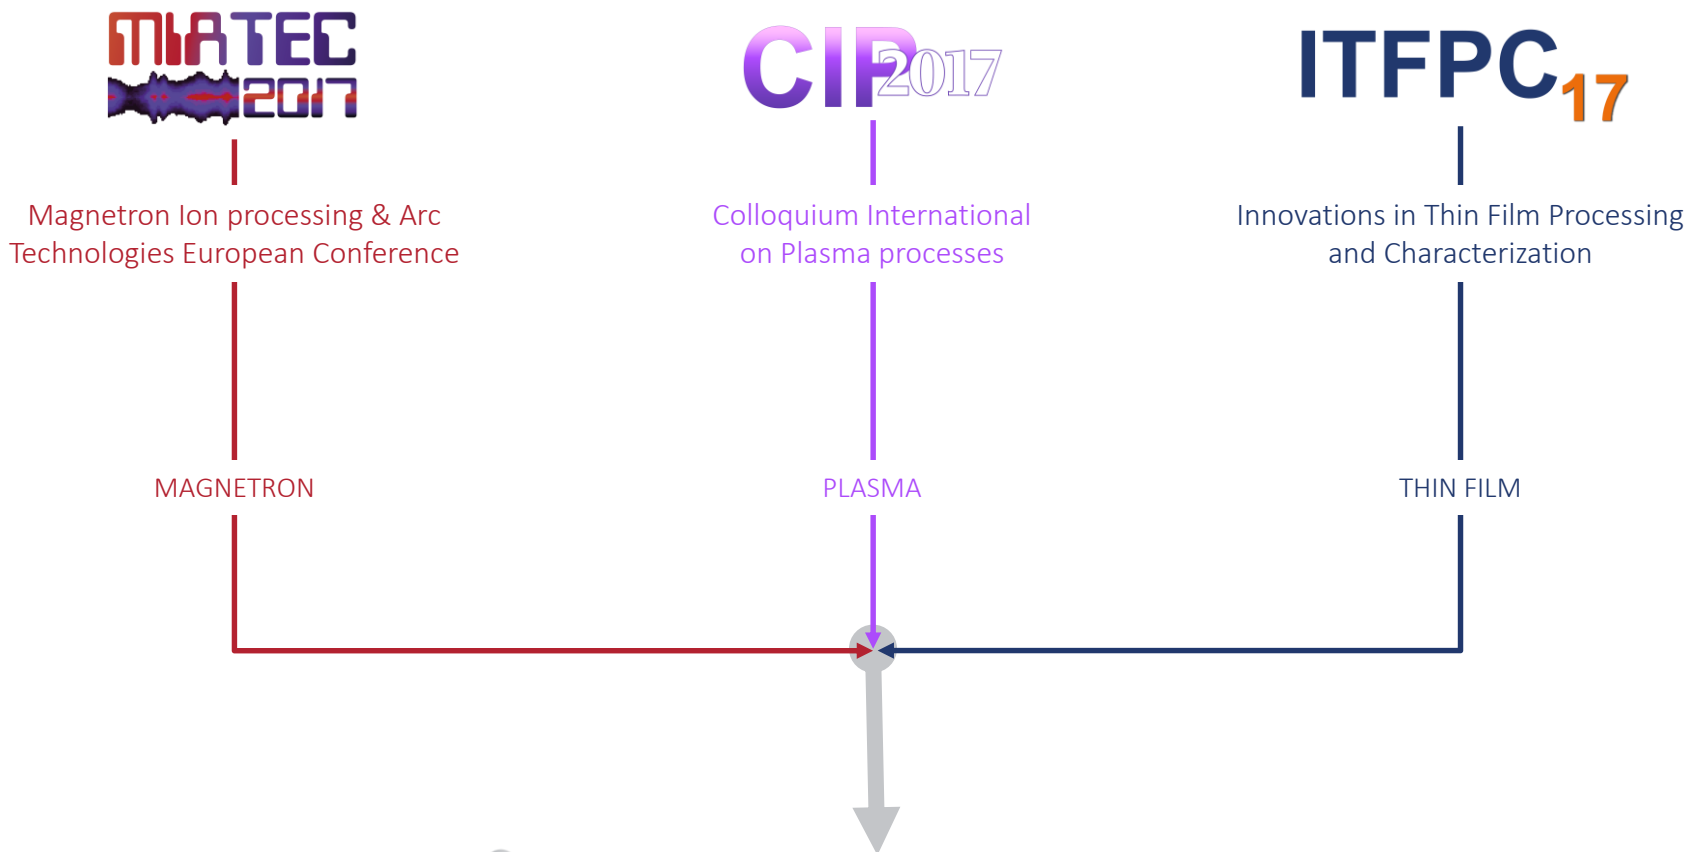 MIATEC
2017
CIP2017
ITFPC17
Magnetron Ion processing & Arc
Technologies European Conference
Colloquium International
on Plasma processes
Innovations in Thin Film Processing
and Characterization
MAGNETRON
PLASMA
THIN FILM